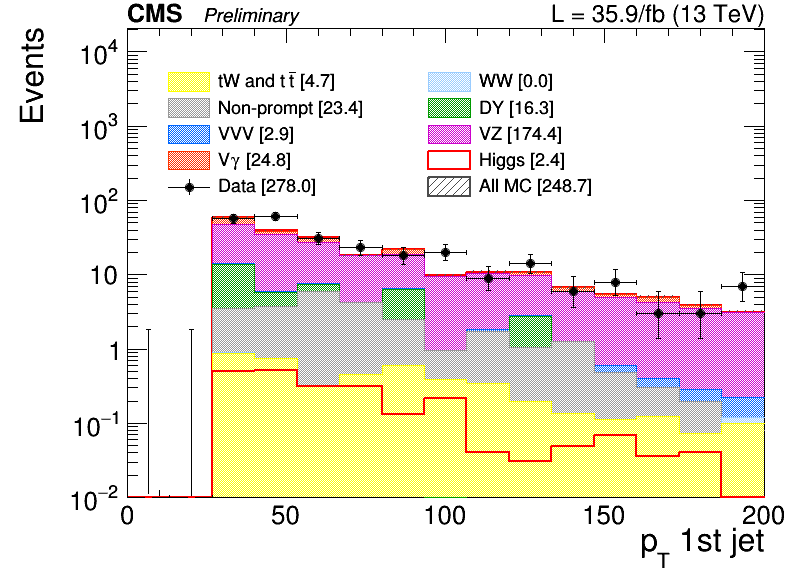 CMS Preliminary L = 35.9/fb (13 TeV)
Events
10⁴
10³
10²
10
1
10⁻¹
10⁻²
tW and t t̄ [4.7] WW [0.0]
Non-prompt [23.4] DY [16.3]
VVV [2.9] VZ [174.4]
Vγ [24.8] Higgs [2.4]
Data [278.0] All MC [248.7]
0 50 100 150 200
p_T 1st jet